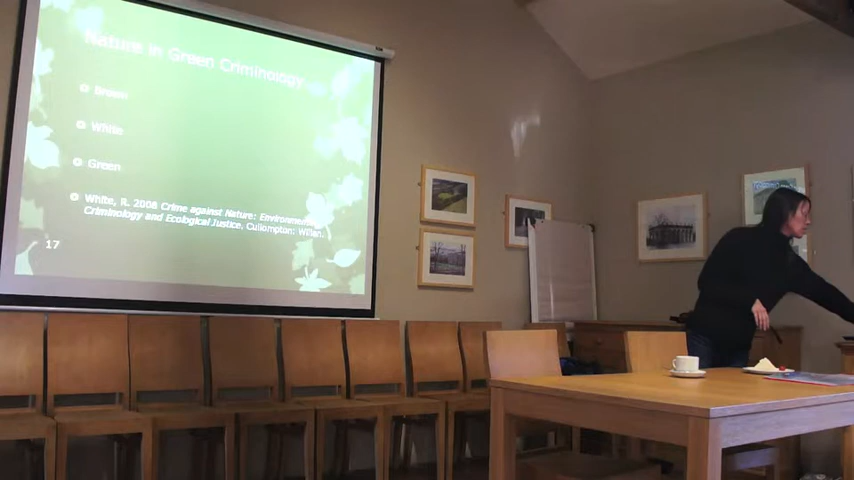 Nature in Green Criminology
Brown
White
Green
White, R. 2008 Crime against Nature: Environmental
Criminology and Ecological Justice, Cullompton: Willan.
17